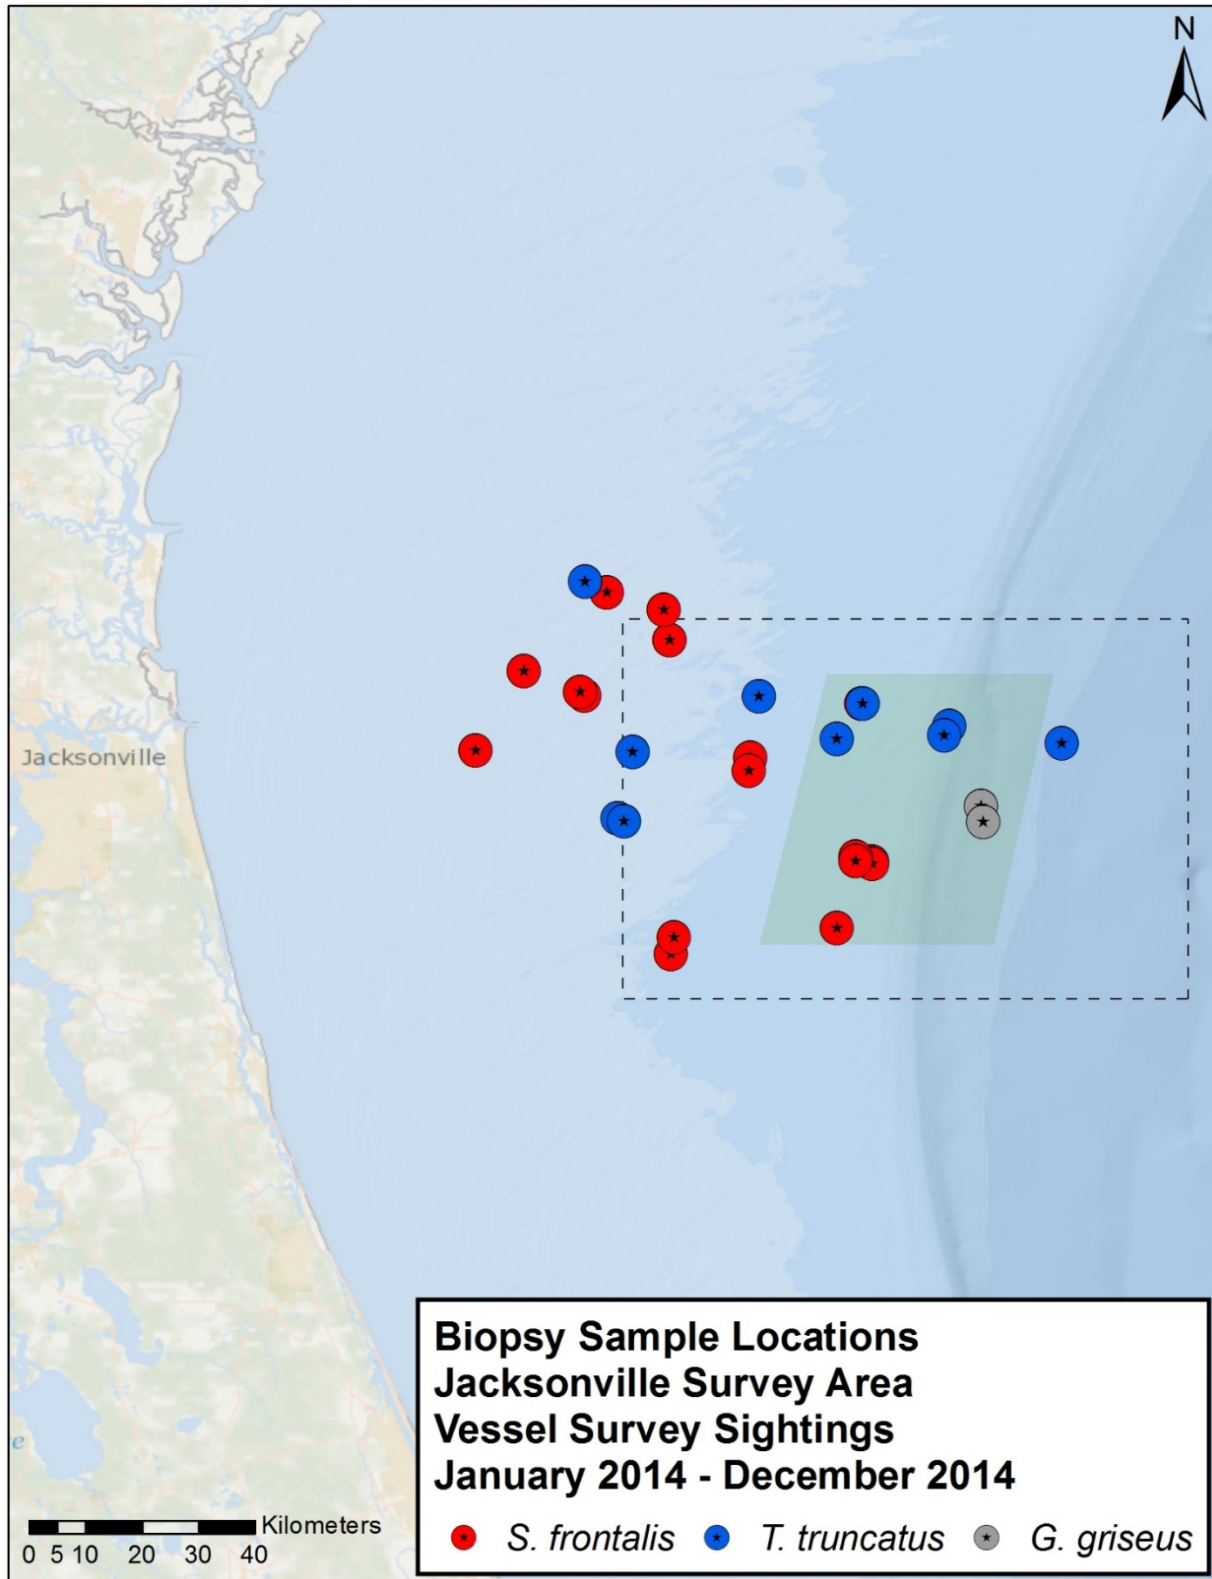 N
Jacksonville
e
Biopsy Sample Locations
Jacksonville Survey Area
Vessel Survey Sightings
January 2014 - December 2014
S. frontalis T. truncatus G. griseus
Kilometers
0 5 10 20 30 40